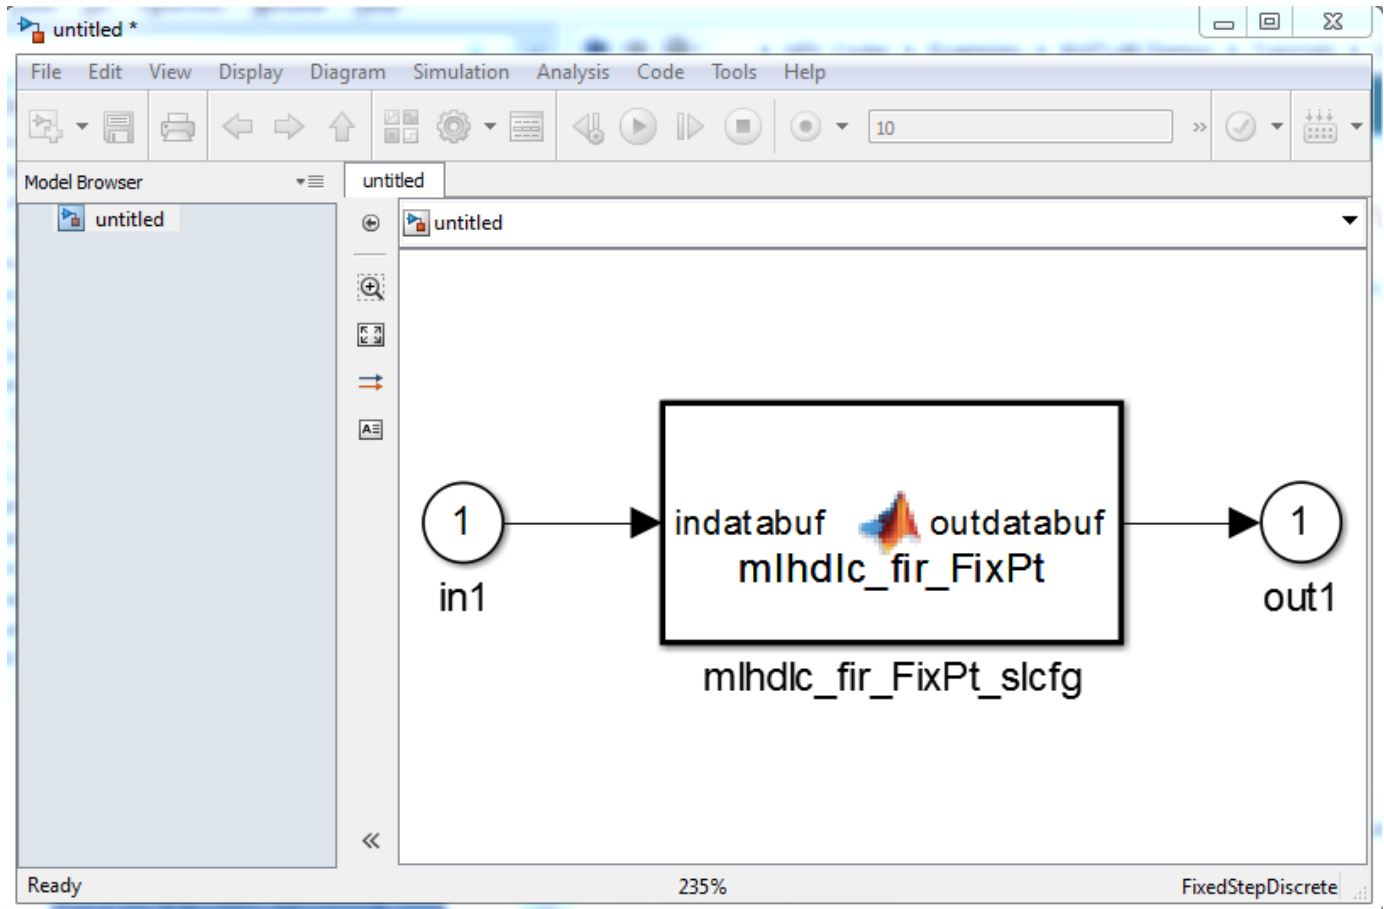 untitled *
File Edit View Display Diagram Simulation Analysis Code Tools Help
10 »
Model Browser
untitled
untitled
untitled
1
indatabuf outdatabuf
mlhdlc_fir_FixPt
1
in1
out1
mlhdlc_fir_FixPt_slcfg
Ready 235% FixedStepDiscrete